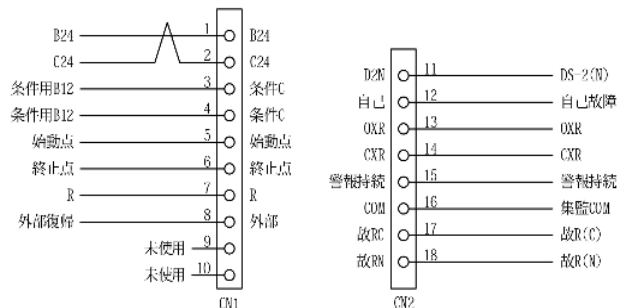 B24 1 B24
C24 2 C24
条件用B12 3 条件C
条件用B12 4 条件C
始動点 5 始動点
終止点 6 終止点
R 7 R
外部復帰 8 外部
未使用 9
未使用 10
CN1
D2N 11 DS-2(N)
自己 12 自己故障
OXR 13 OXR
CXR 14 CXR
警報持続 15 警報持続
COM 16 集監COM
故RC 17 故R(C)
故RN 18 故R(N)
CN2